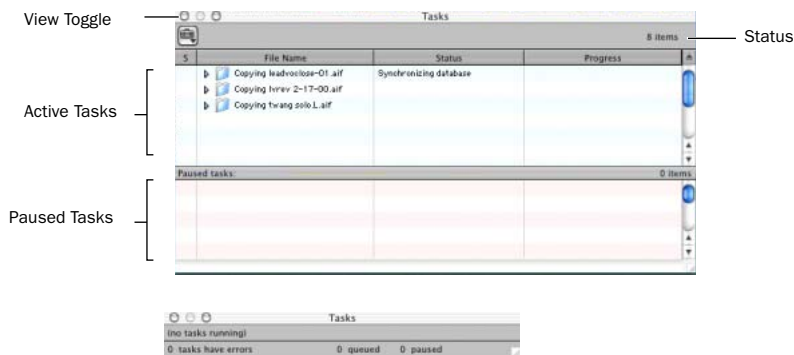 View Toggle
Tasks
8 items
Status
S File Name Status Progress
Copying leadvoclose-01.aif Synchronizing database
Copying lvrev 2-17-00.aif
Copying twang solo.L.aif
Active Tasks
Paused tasks: 0 items
Paused Tasks
Tasks
(no tasks running)
0 tasks have errors 0 queued 0 paused